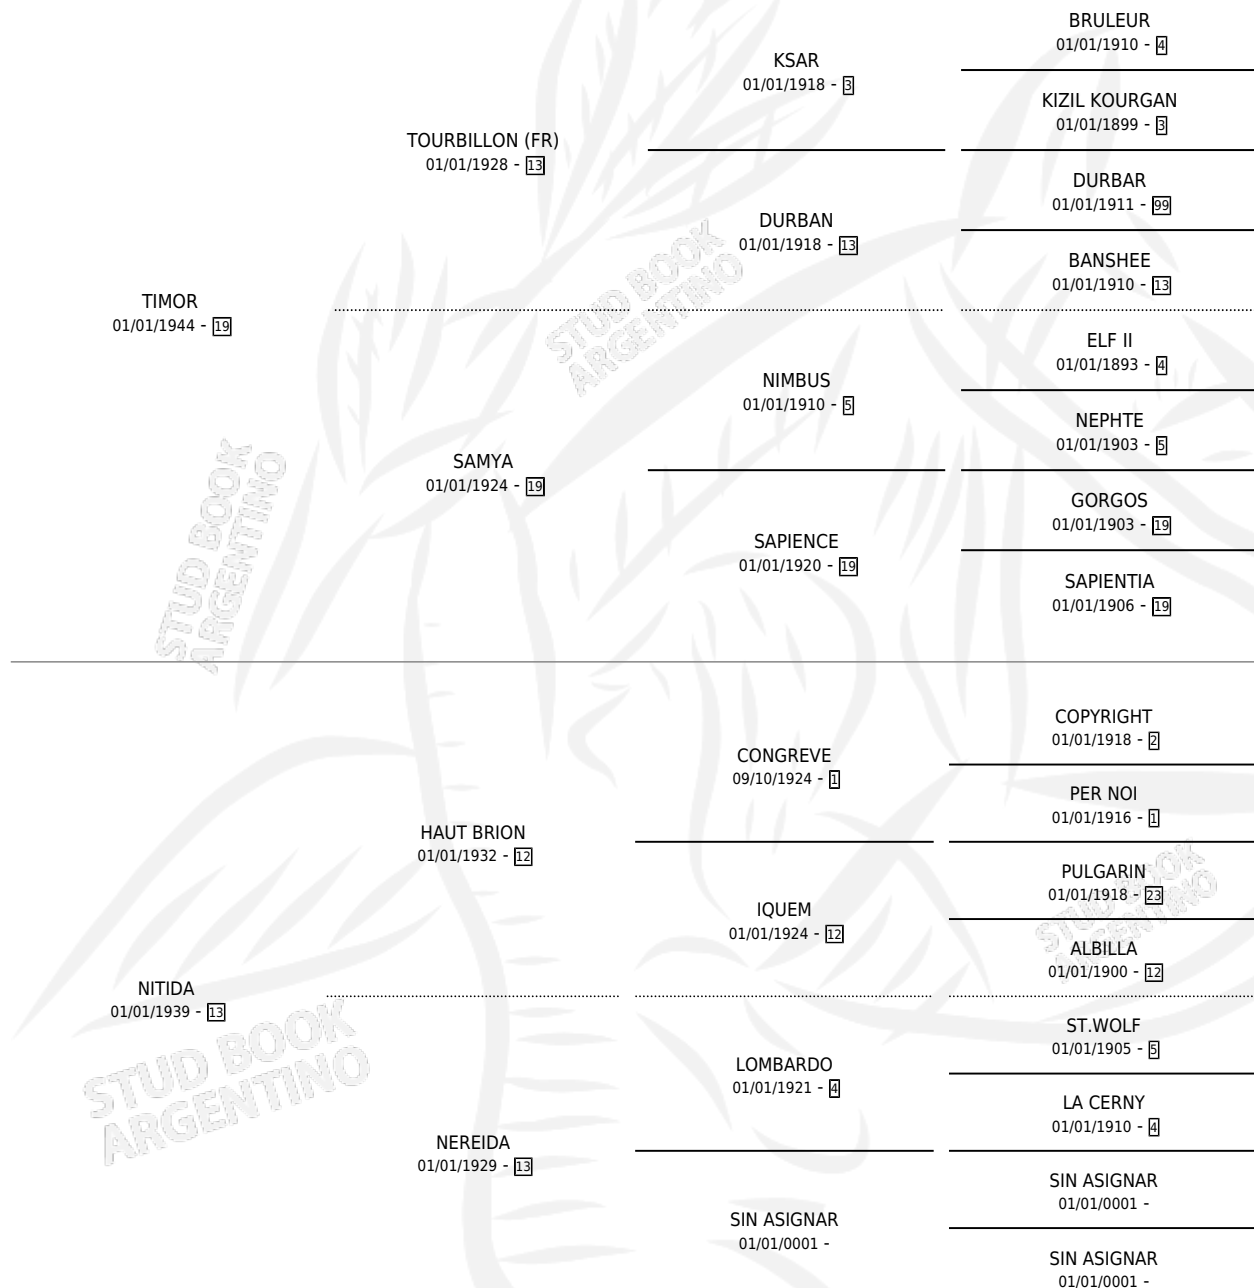 BRULEUR
01/01/1910 - 4
KSAR
01/01/1918 - 3
KIZIL KOURGAN
01/01/1899 - 3
TOURBILLON (FR)
01/01/1928 - 13
DURBAR
01/01/1911 - 99
DURBAN
01/01/1918 - 13
BANSHEE
01/01/1910 - 13
TIMOR
01/01/1944 - 19
STUD BOOK
ARGENTINO
ELF II
01/01/1893 - 4
NIMBUS
01/01/1910 - 5
NEPHTE
01/01/1903 - 5
SAMYA
01/01/1924 - 19
GORGOS
01/01/1903 - 19
SAPIENCE
01/01/1920 - 19
SAPIENTIA
01/01/1906 - 19
STUD BOOK
ARGENTINO
COPYRIGHT
01/01/1918 - 2
CONGREVE
09/10/1924 - 1
PER NOI
01/01/1916 - 1
HAUT BRION
01/01/1932 - 12
PULGARIN
01/01/1918 - 23
IQUEM
01/01/1924 - 12
ALBILLA
01/01/1900 - 12
STUD BOOK
ARGENTINO
NITIDA
01/01/1939 - 13
STUD BOOK
ARGENTINO
ST.WOLF
01/01/1905 - 5
LOMBARDO
01/01/1921 - 4
LA CERNY
01/01/1910 - 4
NEREIDA
01/01/1929 - 13
SIN ASIGNAR
01/01/0001 -
SIN ASIGNAR
01/01/0001 -
SIN ASIGNAR
01/01/0001 -